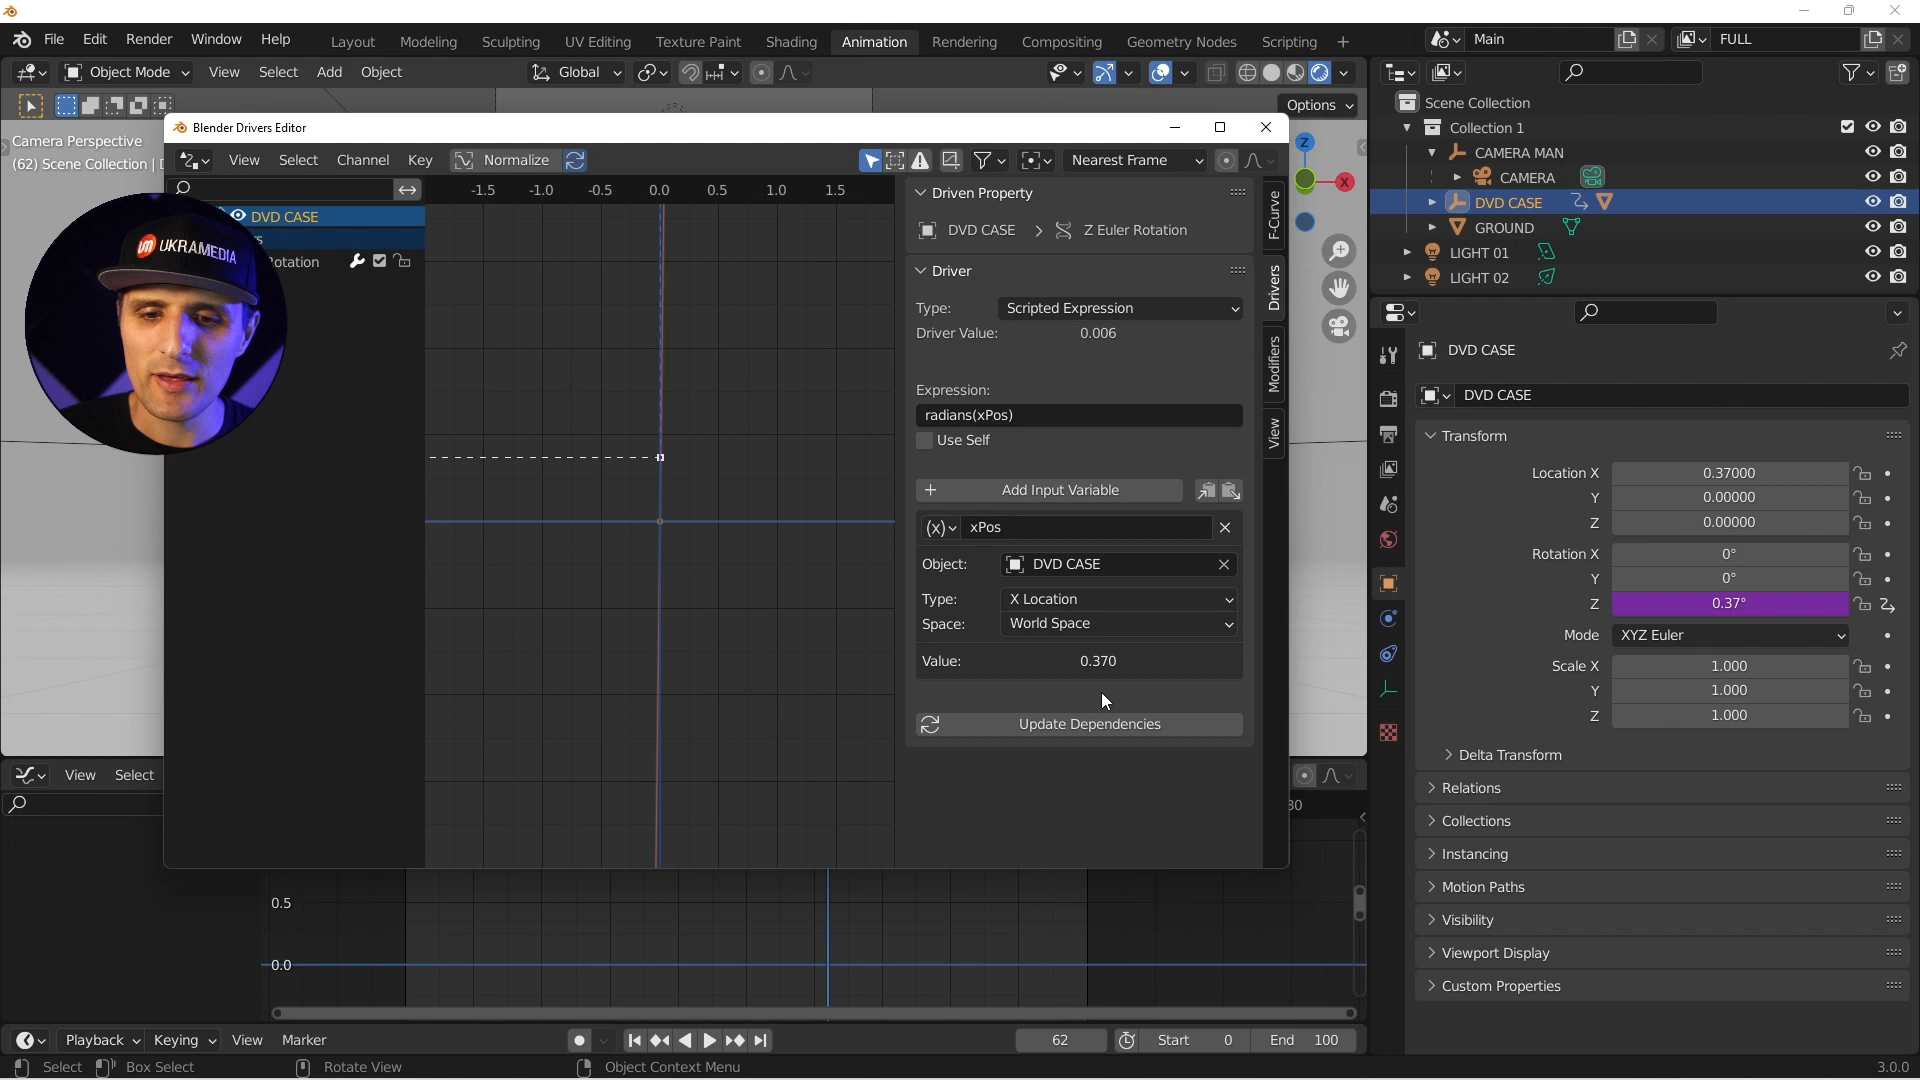 File Edit Render Window Help
Layout Modeling Sculpting UV Editing Texture Paint Shading Animation Rendering Compositing Geometry Nodes Scripting +
Main
FULL
Object Mode View Select Add Object
Global
Options
Camera Perspective
(62) Scene Collection |
Z
X
Scene Collection
Collection 1
CAMERA MAN
CAMERA
DVD CASE
GROUND
LIGHT 01
LIGHT 02
Blender Drivers Editor
View Select Channel Key Normalize Nearest Frame
-1.5 -1.0 -0.5 0.0 0.5 1.0 1.5
DVD CASE
UKRAMEDIA
Driven Property
DVD CASE > Z Euler Rotation
Driver
Type: Scripted Expression
Driver Value: 0.006
Expression:
radians(xPos)
Use Self
+ Add Input Variable
(x) xPos
Object: DVD CASE
Type: X Location
Space: World Space
Value: 0.370
Update Dependencies
F-Curve
Drivers
Modifiers
View
DVD CASE
DVD CASE
Transform
Location X 0.37000
Y 0.00000
Z 0.00000
Rotation X 0°
Y 0°
Z 0.37°
Mode XYZ Euler
Scale X 1.000
Y 1.000
Z 1.000
Delta Transform
Relations
Collections
Instancing
Motion Paths
Visibility
Viewport Display
Custom Properties
View Select
0.5
0.0
Playback Keying View Marker
62 Start 0 End 100
Select Box Select Rotate View Object Context Menu
3.0.0